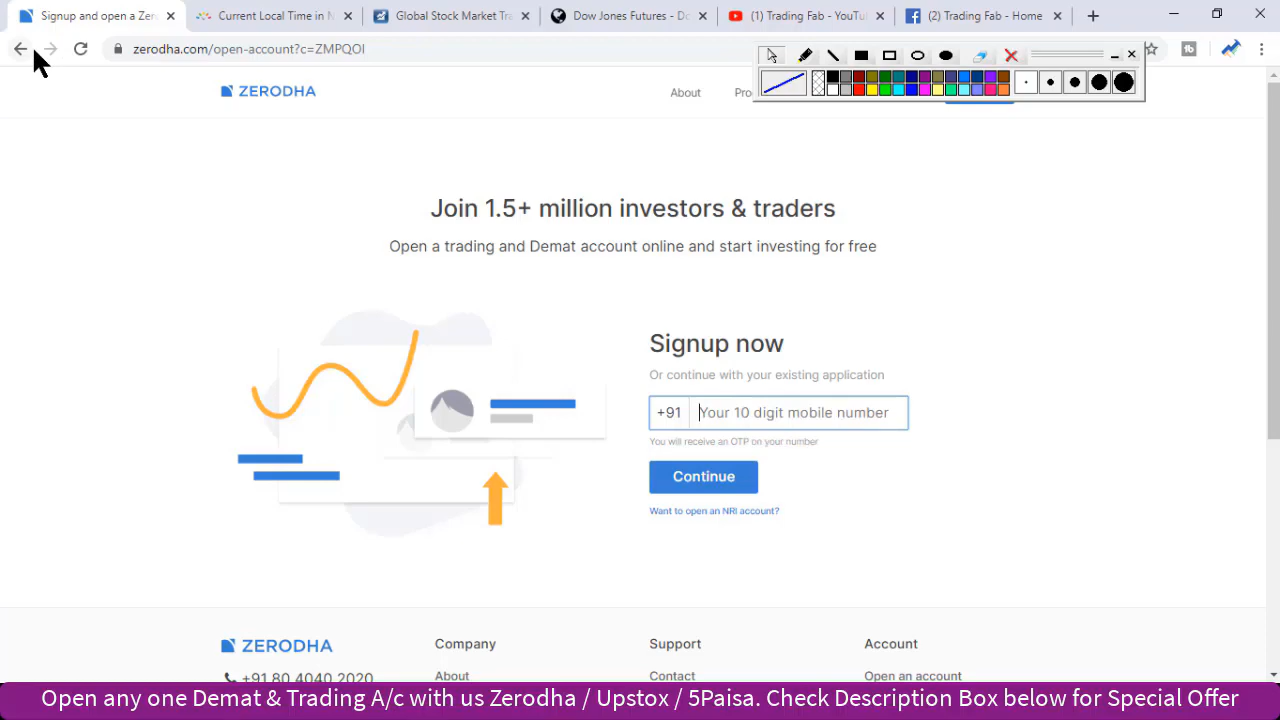 Signup and open a Zer
Current Local Time in N
Global Stock Market Tra
Dow Jones Futures - Do
(1) Trading Fab - YouTu
(2) Trading Fab - Home
zerodha.com/open-account?c=ZMPQOI
ZERODHA
About
Pro
Join 1.5+ million investors & traders
Open a trading and Demat account online and start investing for free
Signup now
Or continue with your existing application
+91 Your 10 digit mobile number
You will receive an OTP on your number
Continue
Want to open an NRI account?
ZERODHA
Company
Support
Account
+91 80 4040 2020
About
Contact
Open an account
Open any one Demat & Trading A/c with us Zerodha / Upstox / 5Paisa. Check Description Box below for Special Offer